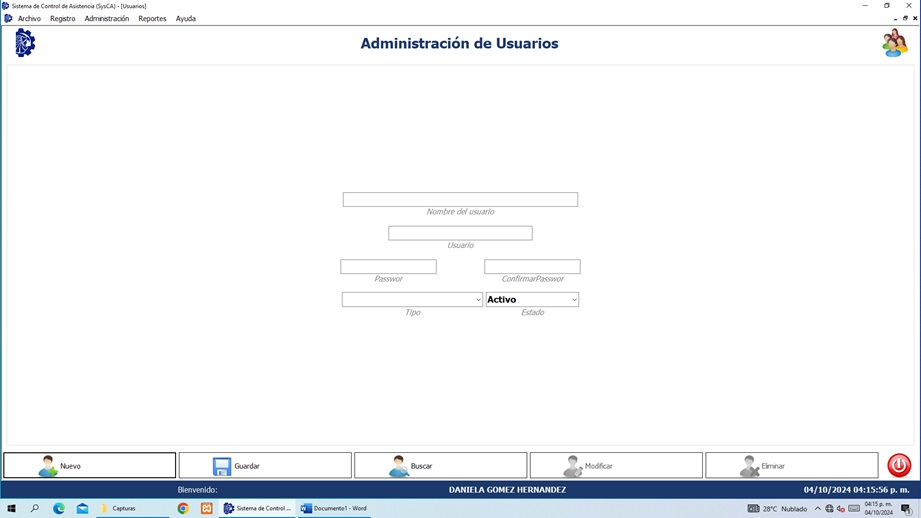 Sistema de Control de Asistencia (SysCA) - [Usuarios]
Archivo Registro Administración Reportes Ayuda
Administración de Usuarios
Nombre del usuario
Usuario
Passwor ConfirmarPasswor
Activo
Tipo Estado
Nuevo Guardar Buscar Modificar Eliminar
Bienvenido: DANIELA GOMEZ HERNANDEZ 04/10/2024 04:15:56 p. m.
Capturas Sistema de Control ... Documento1 - Word 28°C Nublado 04:15 p. m.
04/10/2024